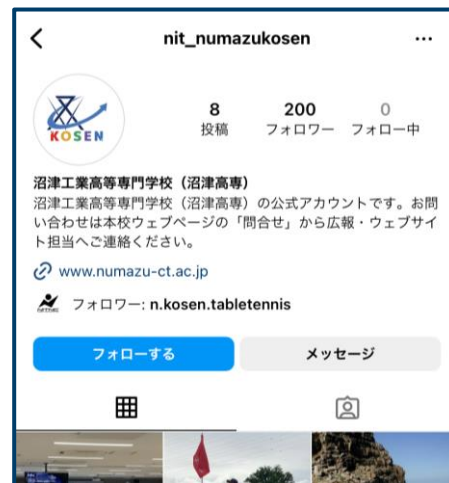 nit_numazukosen
KOSEN
8
投稿
200
フォロワー
0
フォロー中
沼津工業高等専門学校（沼津高専）
沼津工業高等専門学校（沼津高専）の公式アカウントです。お問
い合わせは本校ウェブページの「問合せ」から広報・ウェブサイ
ト担当へご連絡ください。
www.numazu-ct.ac.jp
フォロワー: n.kosen.tabletennis
フォローする
メッセージ